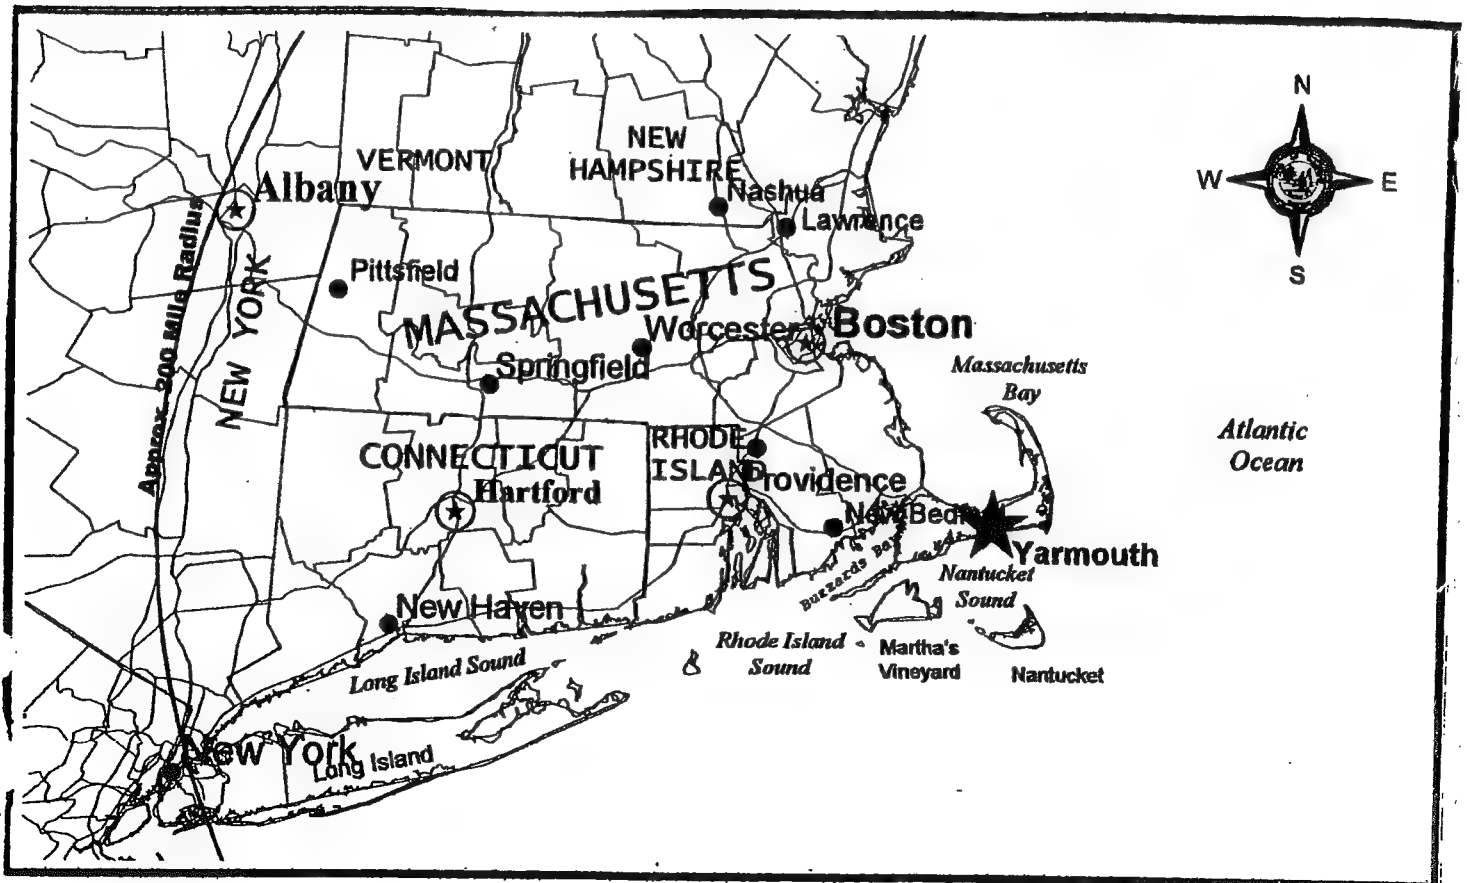 N
W
E
S
VERMONT
NEW
HAMPSHIRE
Albany
Nashua
Lawrence
Approx. 200 Mile Radius
NEW YORK
Pittsfield
MASSACHUSETTS
Worcester
Boston
Springfield
Massachusetts
Bay
Atlantic
Ocean
CONNECTICUT
Hartford
RHODE
ISLAND
Providence
New Bedford
Yarmouth
Buzzards Bay
Nantucket
Sound
New Haven
Long Island Sound
Rhode Island
Sound
Martha's
Vineyard
Nantucket
New York
Long Island